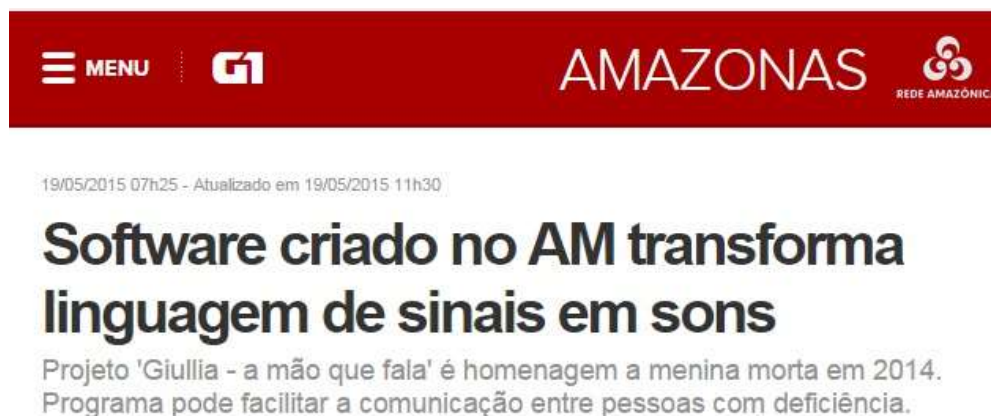 MENU G1 AMAZONAS REDE AMAZÔNICA
19/05/2015 07h25 - Atualizado em 19/05/2015 11h30
Software criado no AM transforma
linguagem de sinais em sons
Projeto 'Giullia - a mão que fala' é homenagem a menina morta em 2014.
Programa pode facilitar a comunicação entre pessoas com deficiência.